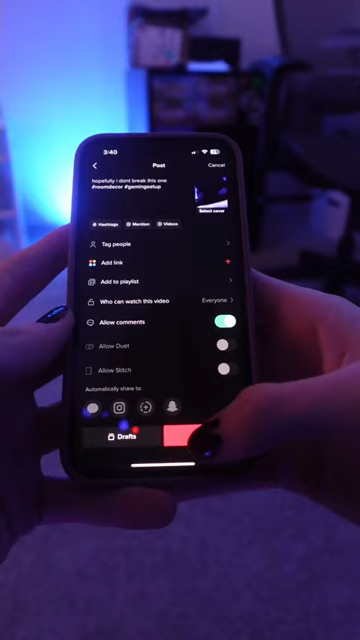 3:40
Post
Cancel
hopefully i dont break this one
#roomdecor #gamingsetup
Select cover
Hashtags
Mention
Videos
Tag people
Add link
Add to playlist
Who can watch this video
Everyone
Allow comments
Allow Duet
Allow Stitch
Automatically share to:
Drafts